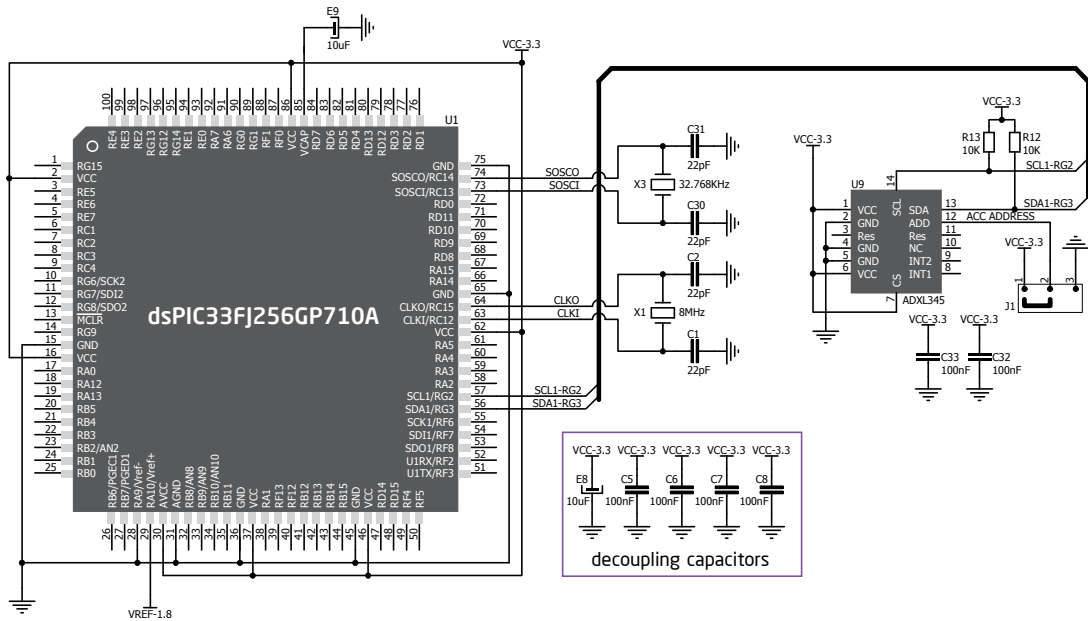 E9
10uF
VCC-3.3
100 99 98 97 96 95 94 93 92 91 90 89 88 87 86 85 84 83 82 81 80 79 78 77 76
RE4 RE3 RE2 RG13 RG12 RG14 RE1 RE0 RA7 RA6 RG0 RG1 RF1 RF0 VCC VCAP RD7 RD6 RD5 RD4 RD13 RD12 RD3 RD2 RD1
U1
1 RG15
2 VCC
3 RE5
4 RE6
5 RE7
6 RC1
7 RC2
8 RC3
9 RC4
10 RG6/SCK2
11 RG7/SDI2
12 RG8/SDO2
13 MCLR
14 RG9
15 GND
16 VCC
17 RA0
18 RA12
19 RA13
20 RB5
21 RB4
22 RB3
23 RB2/AN2
24 RB1
25 RB0
dsPIC33FJ256GP710A
GND 75
SOSCO/RC14 74
SOSCI/RC13 73
RD0 72
RD11 71
RD10 70
RD9 69
RD8 68
RA15 67
RA14 66
GND 65
CLKO/RC15 64
CLKI/RC12 63
VCC 62
RA5 61
RA4 60
RA3 59
RA2 58
SCL1/RG2 57
SDA1/RG3 56
SCK1/RF6 55
SDI1/RF7 54
SDO1/RF8 53
U1RX/RF2 52
U1TX/RF3 51
RB6/PGEC1 RB7/PGED1 RA9/Vref- RA10/Vref+ AVCC AGND RB8/AN8 RB9/AN9 RB10/AN10 RB11 GND VCC RA1 RF13 RF12 RB12 RB13 RB14 RB15 GND VCC RD14 RD15 RF4 RF5
26 27 28 29 30 31 32 33 34 35 36 37 38 39 40 41 42 43 44 45 46 47 48 49 50
VREF-1.8
SOSCO
SOSCI
C31
22pF
X3 32.768KHz
C30
22pF
CLKO
CLKI
C2
22pF
X1 8MHz
C1
22pF
SCL1-RG2
SDA1-RG3
VCC-3.3
VCC-3.3
R13
10K
R12
10K
SCL1-RG2
U9
14
SCL
1 VCC
2 GND
3 Res
4 GND
5 GND
6 VCC
SDA 13
ADD 12
Res 11
NC 10
INT2 9
INT1 8
CS
7
ADXL345
SDA1-RG3
ACC ADDRESS
VCC-3.3
1 2 3
J1
VCC-3.3
C33
100nF
VCC-3.3
C32
100nF
VCC-3.3 VCC-3.3 VCC-3.3 VCC-3.3 VCC-3.3
E8 C5 C6 C7 C8
10uF 100nF 100nF 100nF 100nF
decoupling capacitors